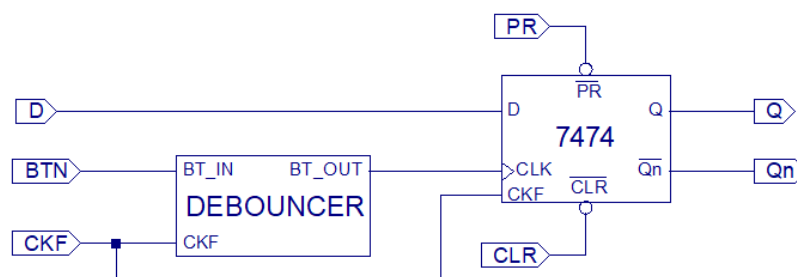 PR
D
BTN
CKF
BT_IN
BT_OUT
DEBOUNCER
CKF
PR
D
Q
7474
CLK
Qn
CKF
CLR
CLR
Q
Qn